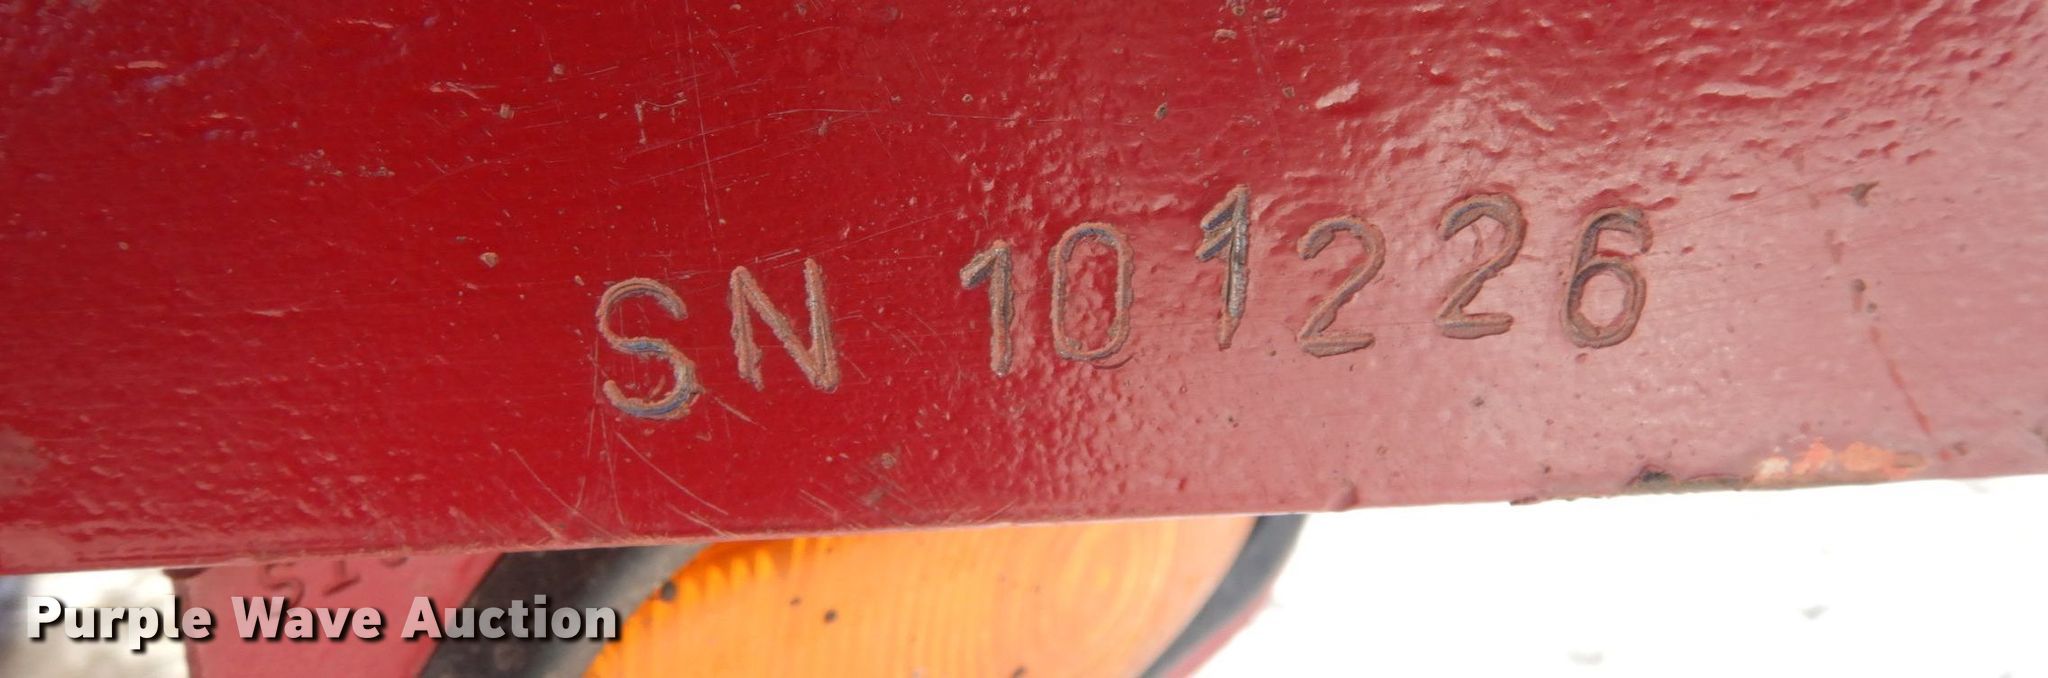 SN 101226
Purple Wave Auction